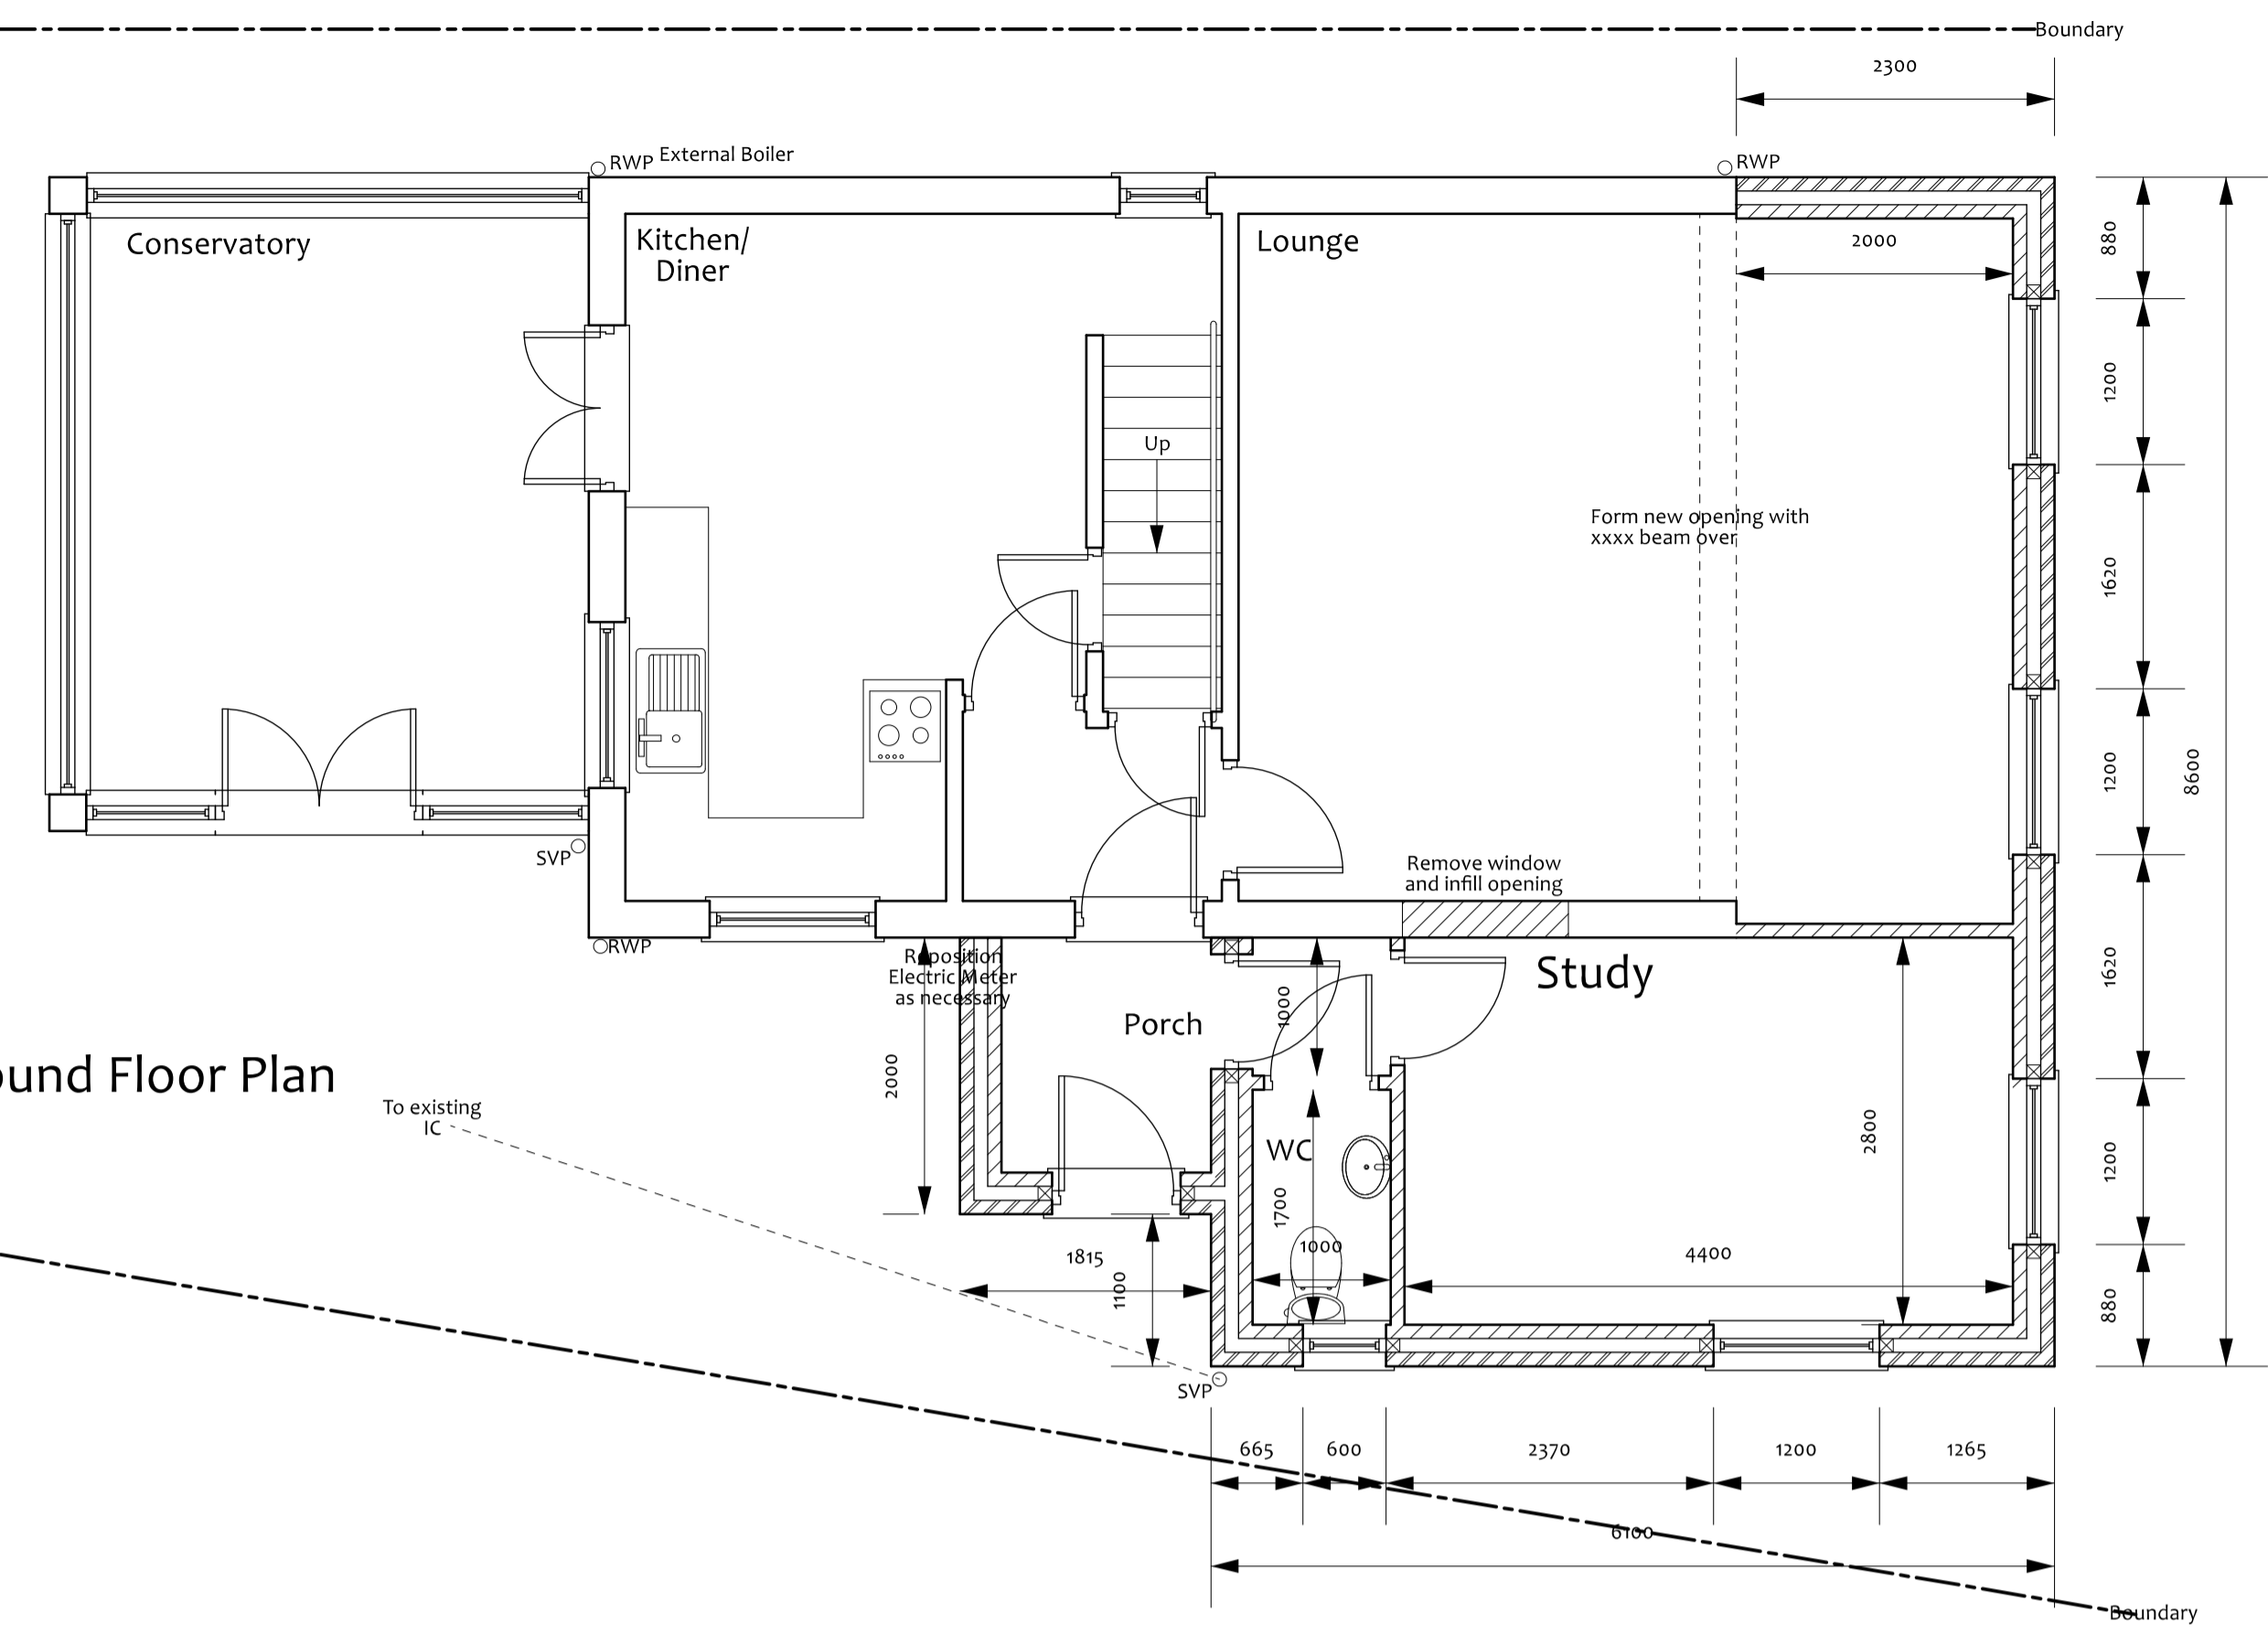 Boundary
2300
RWP
External Boiler
RWP
Conservatory
Kitchen/
Diner
Lounge
2000
880
1200
Up
Form new opening with
xxxx beam over
1620
1200
8600
Remove window
and infill opening
SVP
RWP
Reposition
Electric Meter
as necessary
Study
1620
1000
Porch
2000
ound Floor Plan
To existing
IC
WC
2800
1200
1700
1000
4400
1815
1100
880
SVP
665
600
2370
1200
1265
6100
Boundary